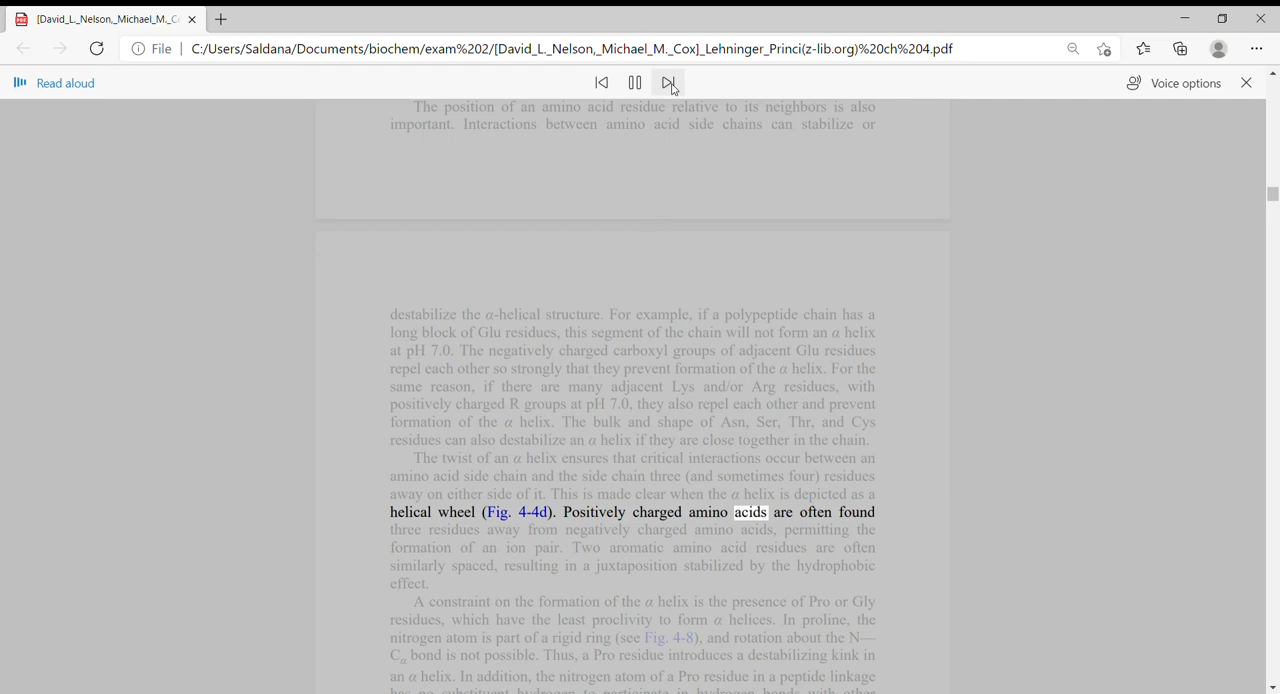 [David_L._Nelson,_Michael_M._C
File
C:/Users/Saldana/Documents/biochem/exam%202/[David_L._Nelson,_Michael_M._Cox]_Lehninger_Princi(z-lib.org)%20ch%204.pdf
Read aloud
Voice options
The position of an amino acid residue relative to its neighbors is also
important. Interactions between amino acid side chains can stabilize or
destabilize the α-helical structure. For example, if a polypeptide chain has a
long block of Glu residues, this segment of the chain will not form an α helix
at pH 7.0. The negatively charged carboxyl groups of adjacent Glu residues
repel each other so strongly that they prevent formation of the α helix. For the
same reason, if there are many adjacent Lys and/or Arg residues, with
positively charged R groups at pH 7.0, they also repel each other and prevent
formation of the α helix. The bulk and shape of Asn, Ser, Thr, and Cys
residues can also destabilize an α helix if they are close together in the chain.
The twist of an α helix ensures that critical interactions occur between an
amino acid side chain and the side chain three (and sometimes four) residues
away on either side of it. This is made clear when the α helix is depicted as a
helical wheel (Fig. 4-4d). Positively charged amino acids are often found
three residues away from negatively charged amino acids, permitting the
formation of an ion pair. Two aromatic amino acid residues are often
similarly spaced, resulting in a juxtaposition stabilized by the hydrophobic
effect.
A constraint on the formation of the α helix is the presence of Pro or Gly
residues, which have the least proclivity to form α helices. In proline, the
nitrogen atom is part of a rigid ring (see Fig. 4-8), and rotation about the N—
Cα bond is not possible. Thus, a Pro residue introduces a destabilizing kink in
an α helix. In addition, the nitrogen atom of a Pro residue in a peptide linkage
has no substituent hydrogen to participate in hydrogen bonds with other